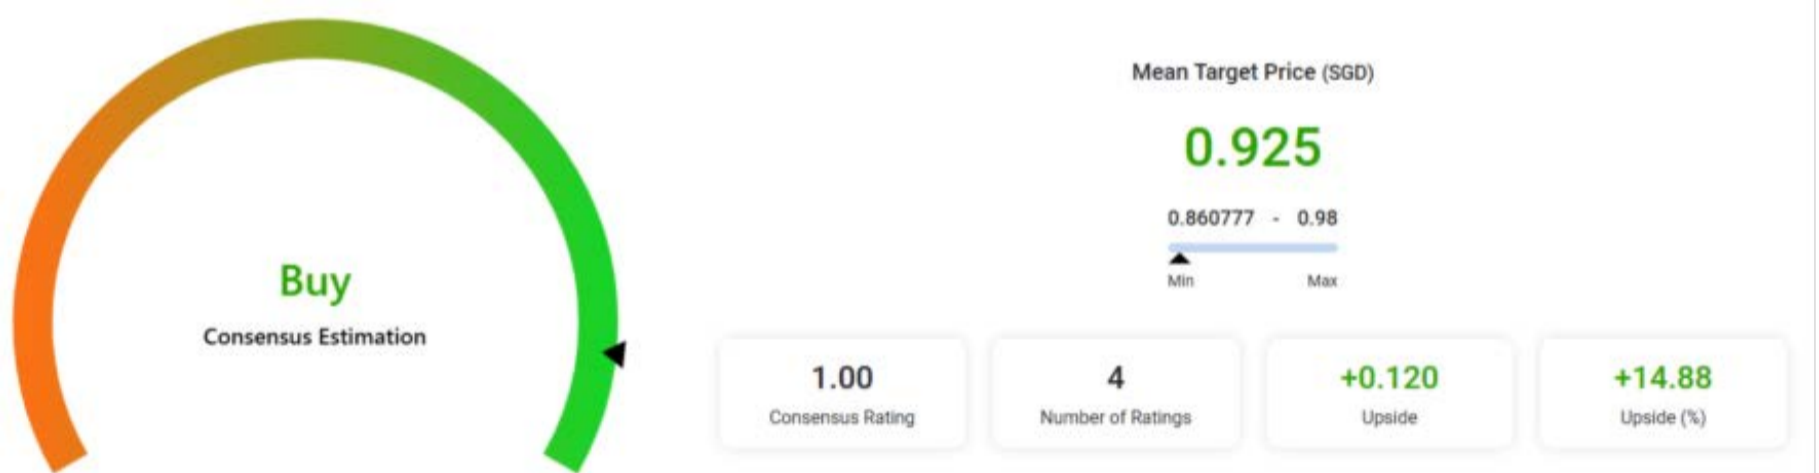 Buy
Consensus Estimation
Mean Target Price (SGD)
0.925
0.860777 - 0.98
Min Max
1.00 4 +0.120 +14.88
Consensus Rating Number of Ratings Upside Upside (%)